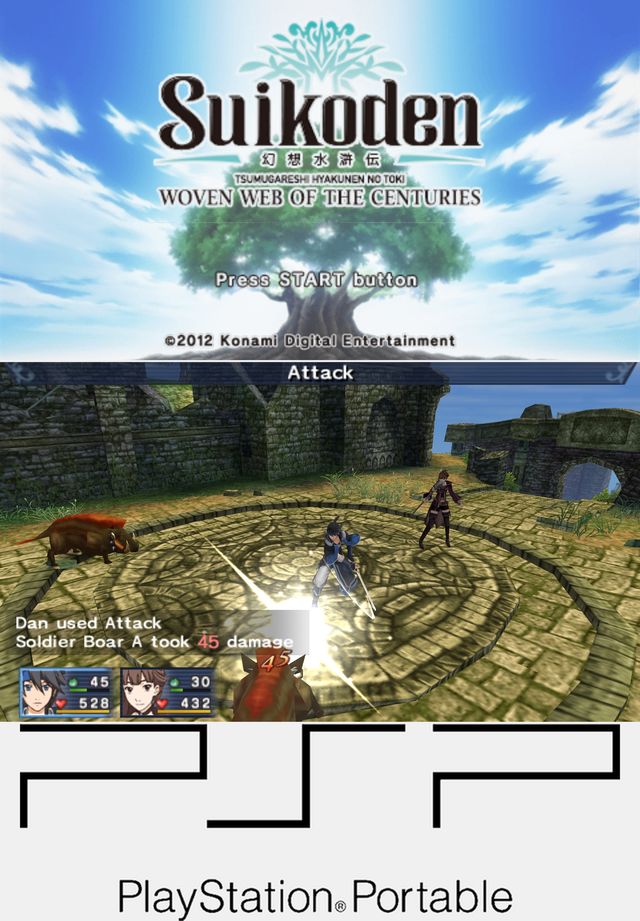 Suikoden
幻想水滸伝
TSUMUGARESHI HYAKUNEN NO TOKI
WOVEN WEB OF THE CENTURIES
Press START button
©2012 Konami Digital Entertainment
Attack
Dan used Attack
Soldier Boar A took 45 damage
45
45 30
528 432
PSP
PlayStation®Portable